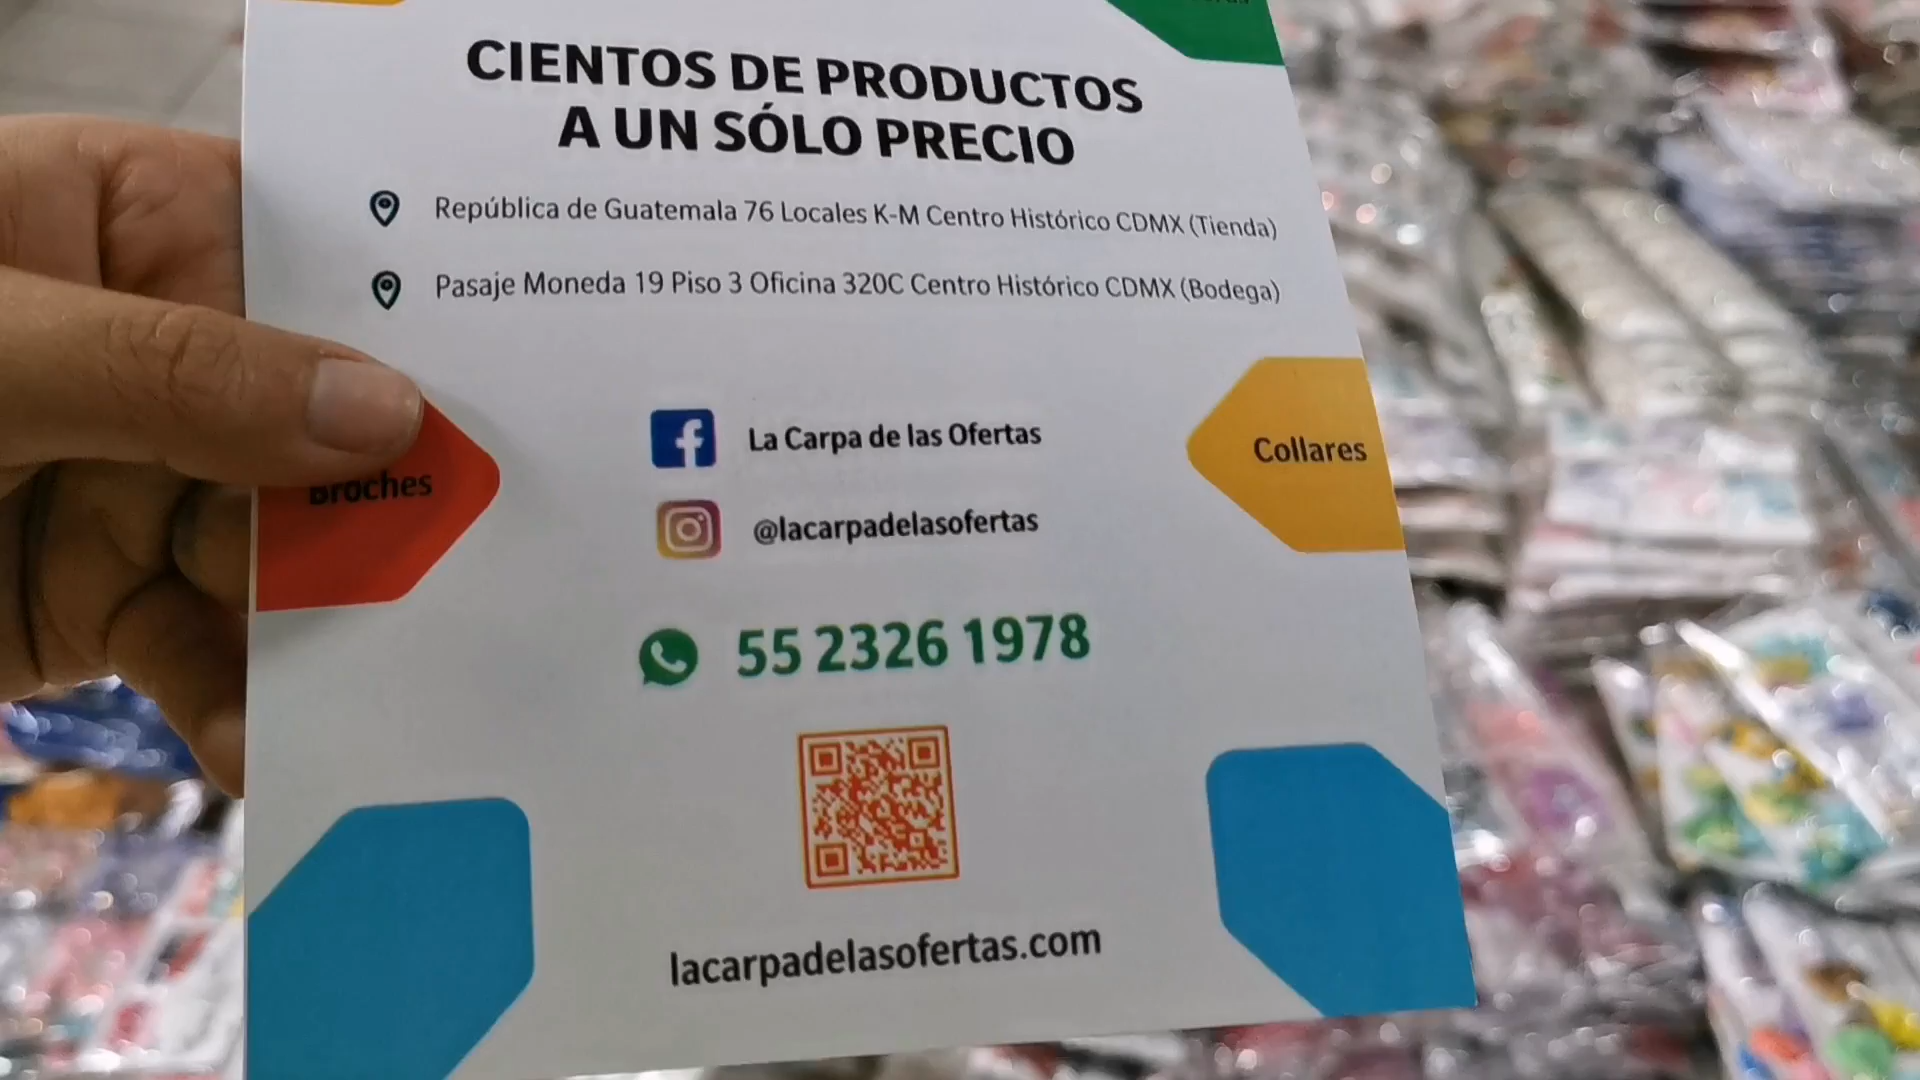 CIENTOS DE PRODUCTOS
A UN SÓLO PRECIO
República de Guatemala 76 Locales K-M Centro Histórico CDMX (Tienda)
Pasaje Moneda 19 Piso 3 Oficina 320C Centro Histórico CDMX (Bodega)
La Carpa de las Ofertas
Collares
Broches
@lacarpadelasofertas
55 2326 1978
lacarpadelasofertas.com